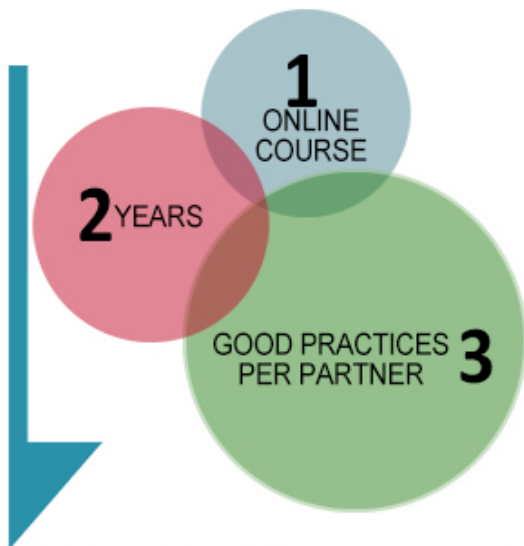 1
ONLINE
COURSE
2 YEARS
GOOD PRACTICES
PER PARTNER 3